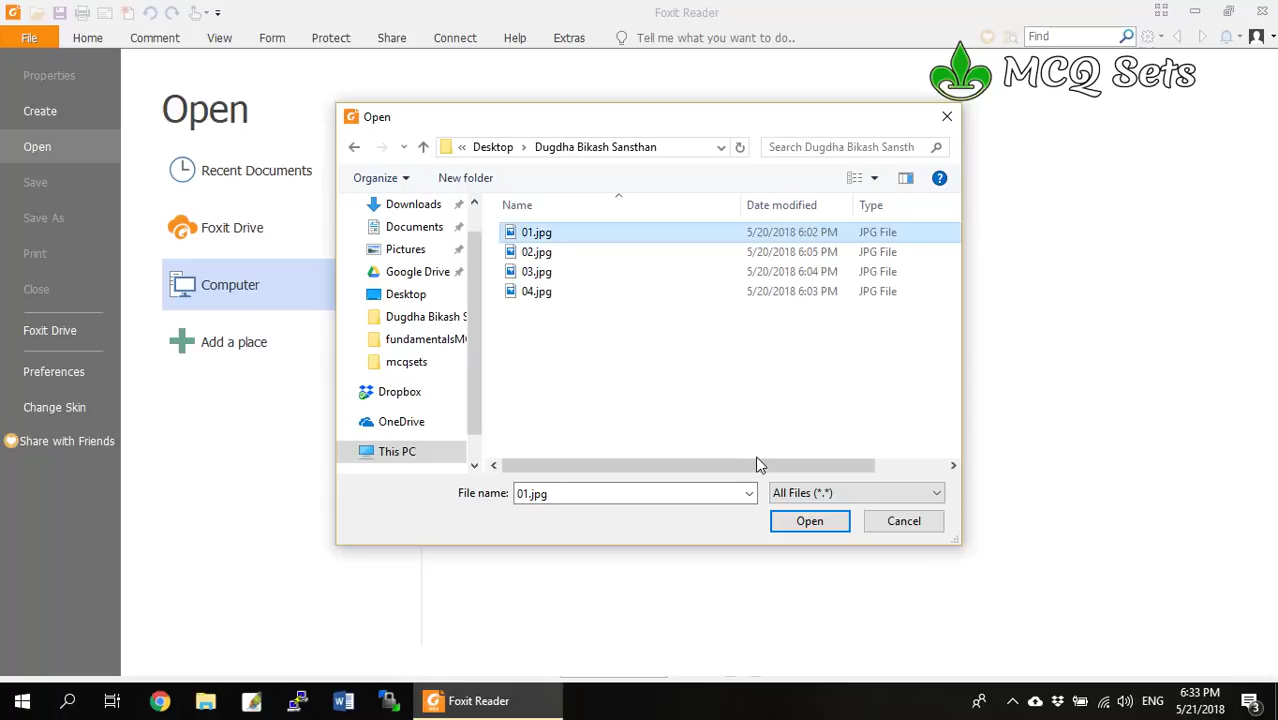 Foxit Reader
File Home Comment View Form Protect Share Connect Help Extras Tell me what you want to do.. Find
MCQ Sets
Properties
Create
Open
Save
Save As
Print
Close
Foxit Drive
Preferences
Change Skin
Share with Friends
Open
Recent Documents
Foxit Drive
Computer
Add a place
Open
« Desktop › Dugdha Bikash Sansthan
Search Dugdha Bikash Sansth
Organize New folder
Downloads
Documents
Pictures
Google Drive
Desktop
Dugdha Bikash S
fundamentalsM
mcqsets
Dropbox
OneDrive
This PC
Name Date modified Type
01.jpg 5/20/2018 6:02 PM JPG File
02.jpg 5/20/2018 6:05 PM JPG File
03.jpg 5/20/2018 6:04 PM JPG File
04.jpg 5/20/2018 6:03 PM JPG File
File name: 01.jpg All Files (*.*)
Open Cancel
Foxit Reader
ENG
6:33 PM
5/21/2018
3